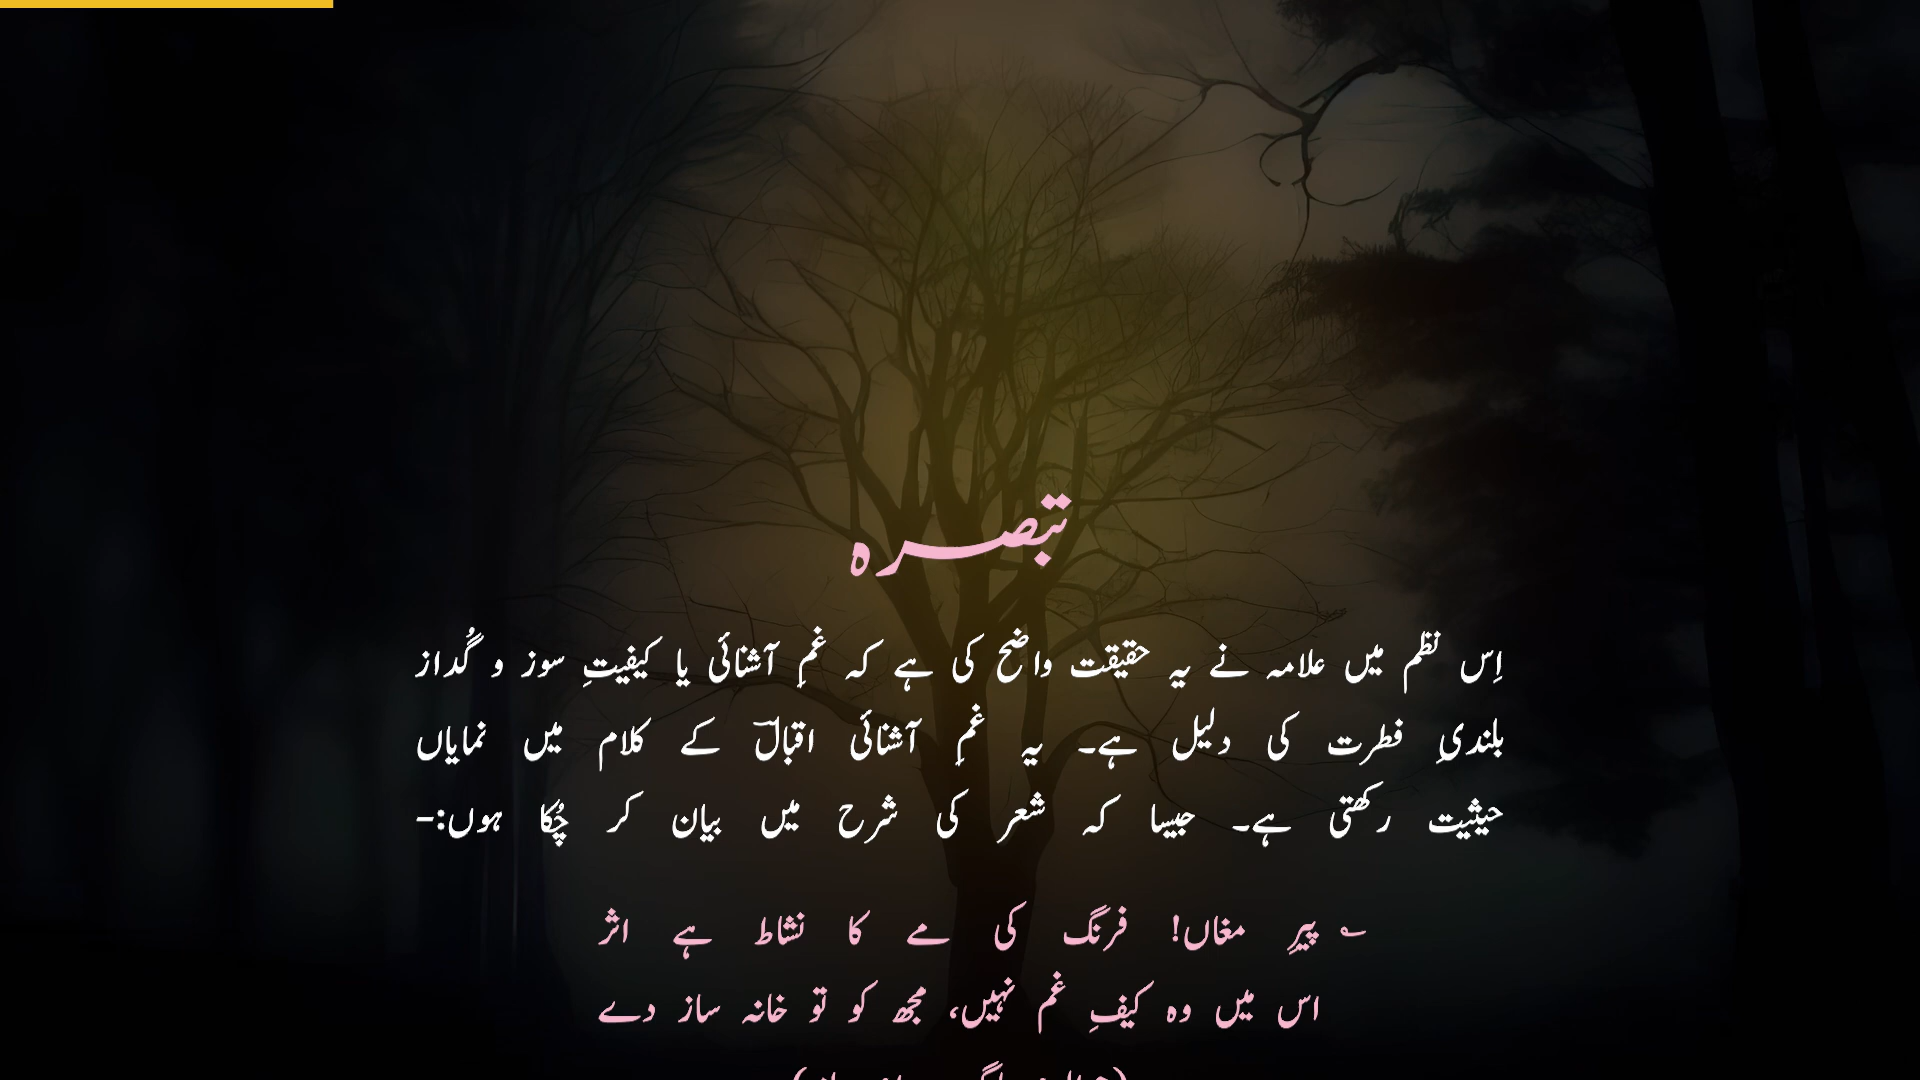 تبصرہ
اِس نظم میں علامہ نے یہ حقیقت واضح کی ہے کہ غمِ آشنائی یا کیفیتِ سوز و گُداز
بلندیِ فطرت کی دلیل ہے۔ یہ غمِ آشنائی اقبالؔ کے کلام میں نمایاں
حیثیت رکھتی ہے۔ جیسا کہ شعر کی شرح میں بیان کر چُکا ہوں:–
؎ پیرِ مغاں! فرنگ کی مے کا نشاط ہے اثر
اس میں وہ کیفِ غم نہیں، مجھ کو تو خانہ ساز دے